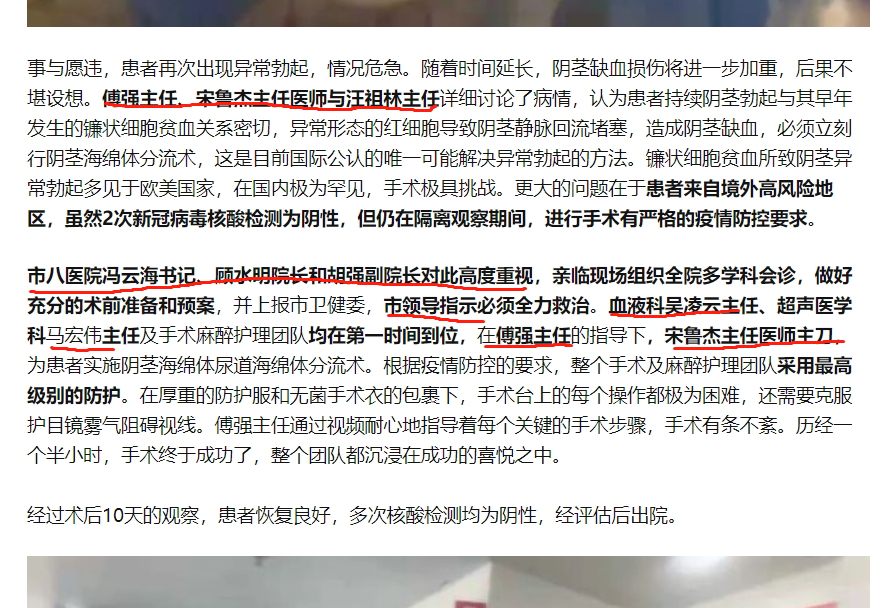 事与愿违，患者再次出现异常勃起，情况危急。随着时间延长，阴茎缺血损伤将进一步加重，后果不
堪设想。傅强主任、宋鲁杰主任医师与汪祖林主任详细讨论了病情，认为患者持续阴茎勃起与其早年
发生的镰状细胞贫血关系密切，异常形态的红细胞导致阴茎静脉回流堵塞，造成阴茎缺血，必须立刻
行阴茎海绵体分流术，这是目前国际公认的唯一可能解决异常勃起的方法。镰状细胞贫血所致阴茎异
常勃起多见于欧美国家，在国内极为罕见，手术极具挑战。更大的问题在于患者来自境外高风险地
区，虽然2次新冠病毒核酸检测为阴性，但仍在隔离观察期间，进行手术有严格的疫情防控要求。
市八医院冯云海书记、顾水明院长和胡强副院长对此高度重视，亲临现场组织全院多学科会诊，做好
充分的术前准备和预案，并上报市卫健委，市领导指示必须全力救治。血液科吴凌云主任、超声医学
科马宏伟主任及手术麻醉护理团队均在第一时间到位，在傅强主任的指导下，宋鲁杰主任医师主刀，
为患者实施阴茎海绵体尿道海绵体分流术。根据疫情防控的要求，整个手术及麻醉护理团队采用最高
级别的防护。在厚重的防护服和无菌手术衣的包裹下，手术台上的每个操作都极为困难，还需要克服
护目镜雾气阻碍视线。傅强主任通过视频耐心地指导着每个关键的手术步骤，手术有条不紊。历经一
个半小时，手术终于成功了，整个团队都沉浸在成功的喜悦之中。
经过术后10天的观察，患者恢复良好，多次核酸检测均为阴性，经评估后出院。